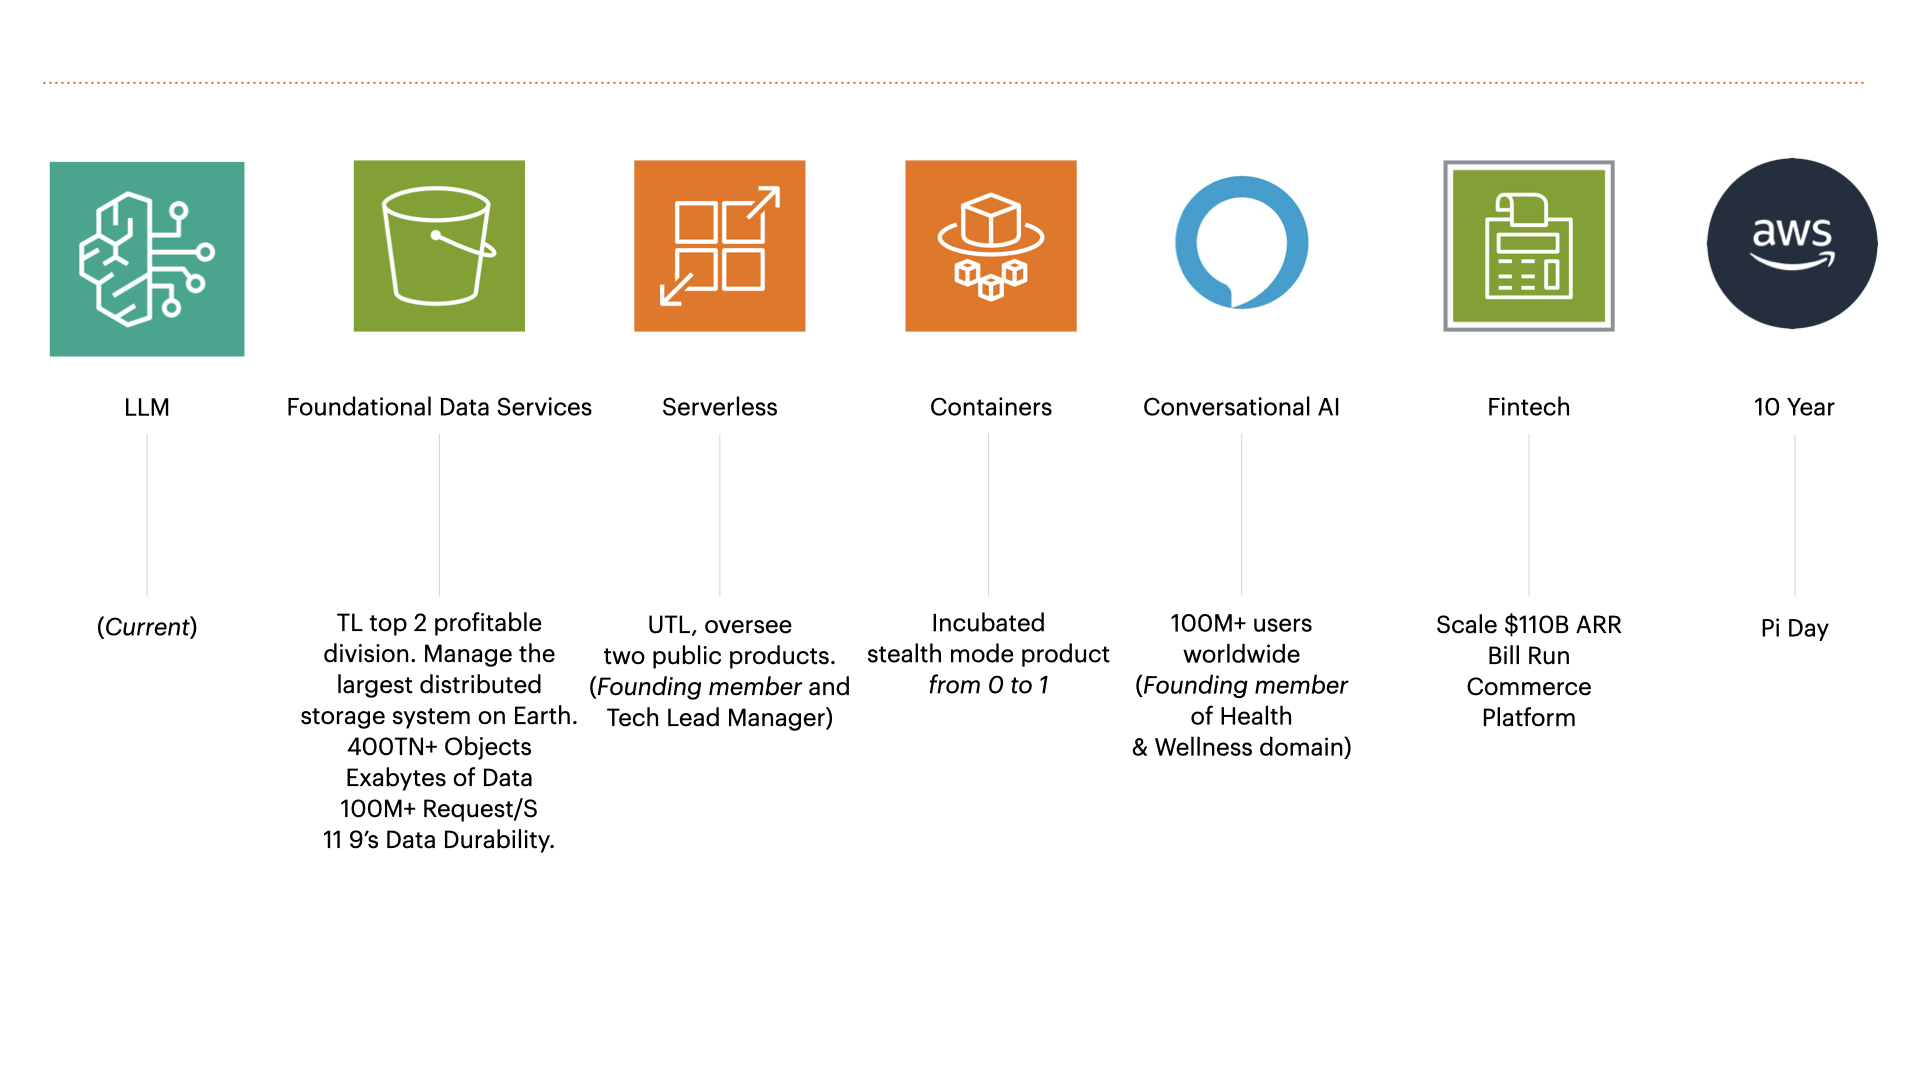 aws
LLM
Foundational Data Services
Serverless
Containers
Conversational AI
Fintech
10 Year
(Current)
TL top 2 profitable
division. Manage the
largest distributed
storage system on Earth.
400TN+ Objects
Exabytes of Data
100M+ Request/S
11 9’s Data Durability.
UTL, oversee
two public products.
(Founding member and
Tech Lead Manager)
Incubated
stealth mode product
from 0 to 1
100M+ users
worldwide
(Founding member
of Health
& Wellness domain)
Scale $110B ARR
Bill Run
Commerce
Platform
Pi Day